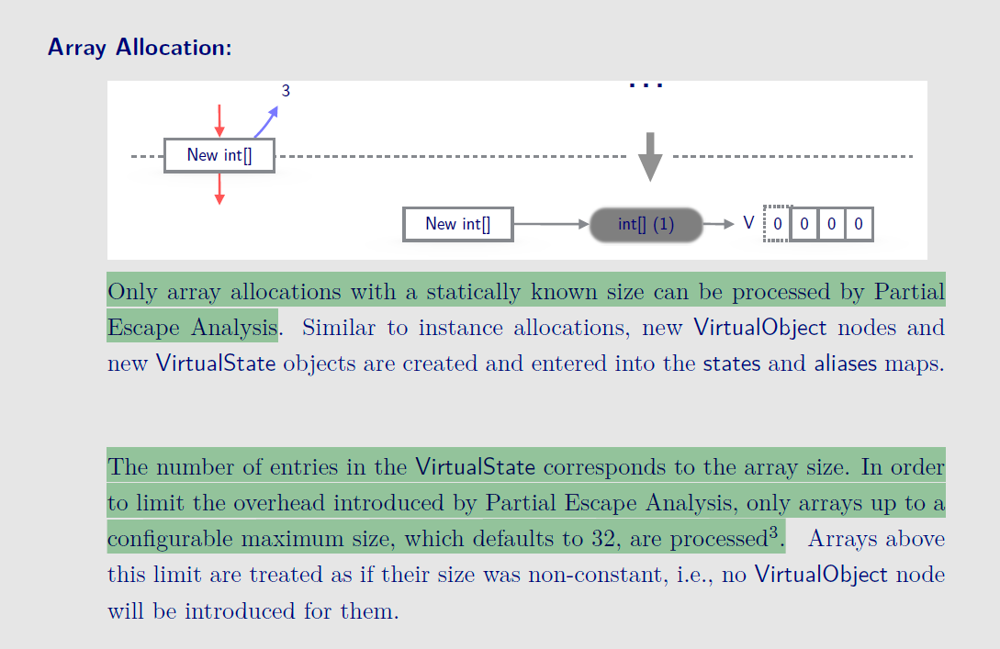 Array Allocation:
3
...
New int[]
New int[]
int[] (1)
V
0 0 0 0
Only array allocations with a statically known size can be processed by Partial
Escape Analysis. Similar to instance allocations, new VirtualObject nodes and
new VirtualState objects are created and entered into the states and aliases maps.
The number of entries in the VirtualState corresponds to the array size. In order
to limit the overhead introduced by Partial Escape Analysis, only arrays up to a
configurable maximum size, which defaults to 32, are processed³. Arrays above
this limit are treated as if their size was non-constant, i.e., no VirtualObject node
will be introduced for them.